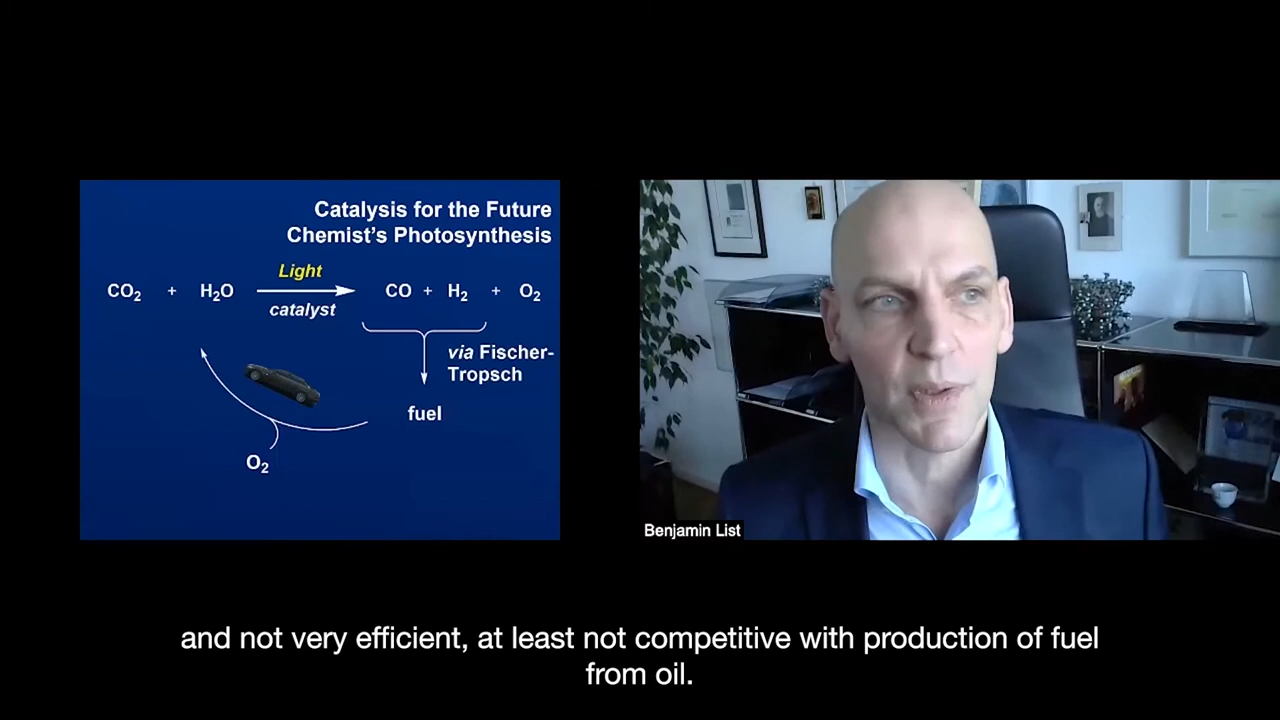 Catalysis for the Future
Chemist's Photosynthesis
Light
CO₂ + H₂O CO + H₂ + O₂
catalyst
via Fischer-
Tropsch
fuel
O₂
Benjamin List
and not very efficient, at least not competitive with production of fuel
from oil.